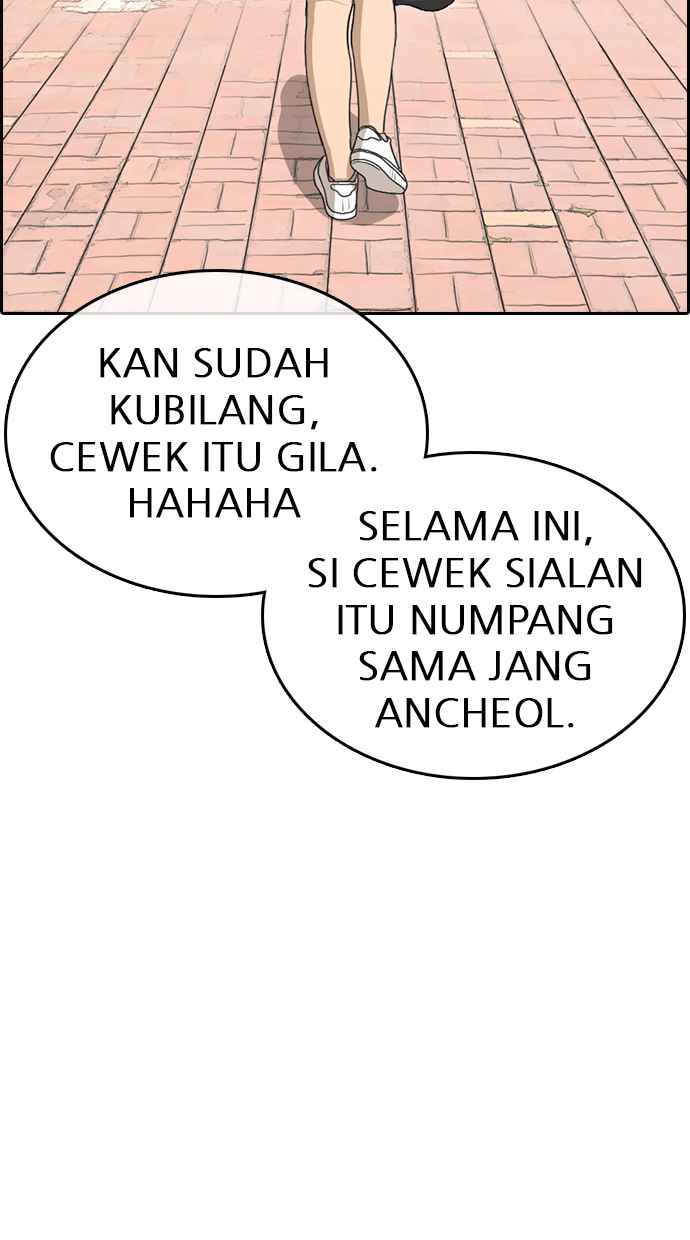 KAN SUDAH
KUBILANG,
CEWEK ITU GILA.
HAHAHA
SELAMA INI,
SI CEWEK SIALAN
ITU NUMPANG
SAMA JANG
ANCHEOL.